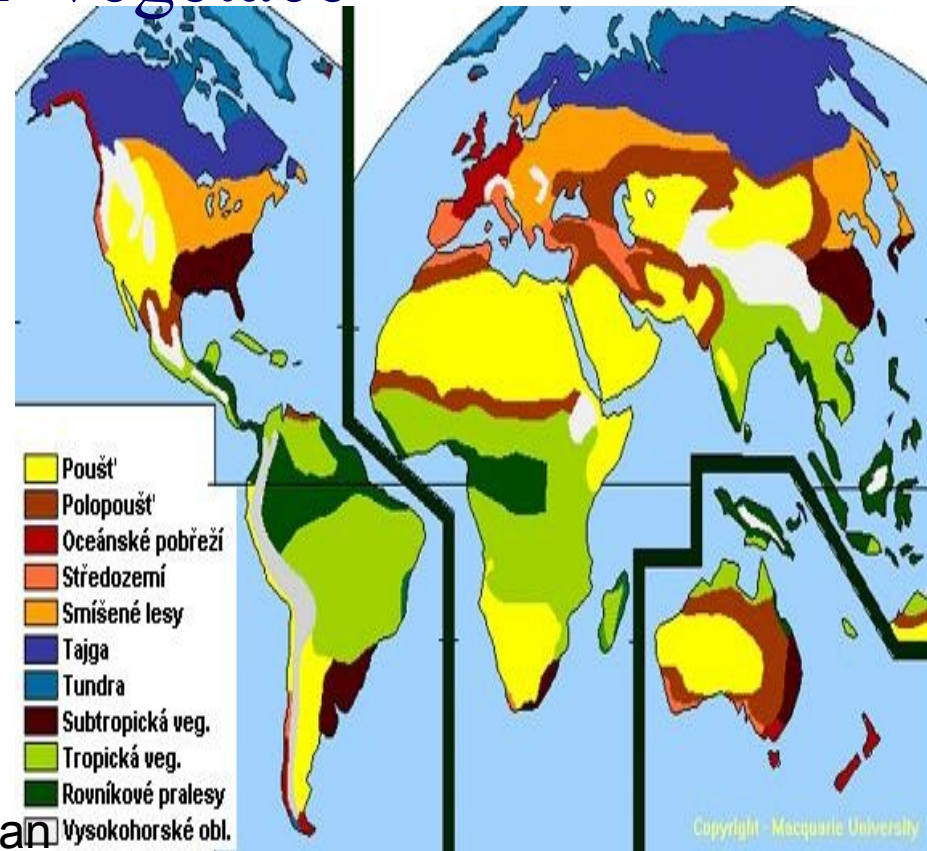 Poušť
Polopoušť
Oceánské pobřeží
Středozemí
Smíšené lesy
Tajga
Tundra
Subtropická veg.
Tropická veg.
Rovníkové pralesy
an
Vysokohorské obl.
Copyright - Macquarie University